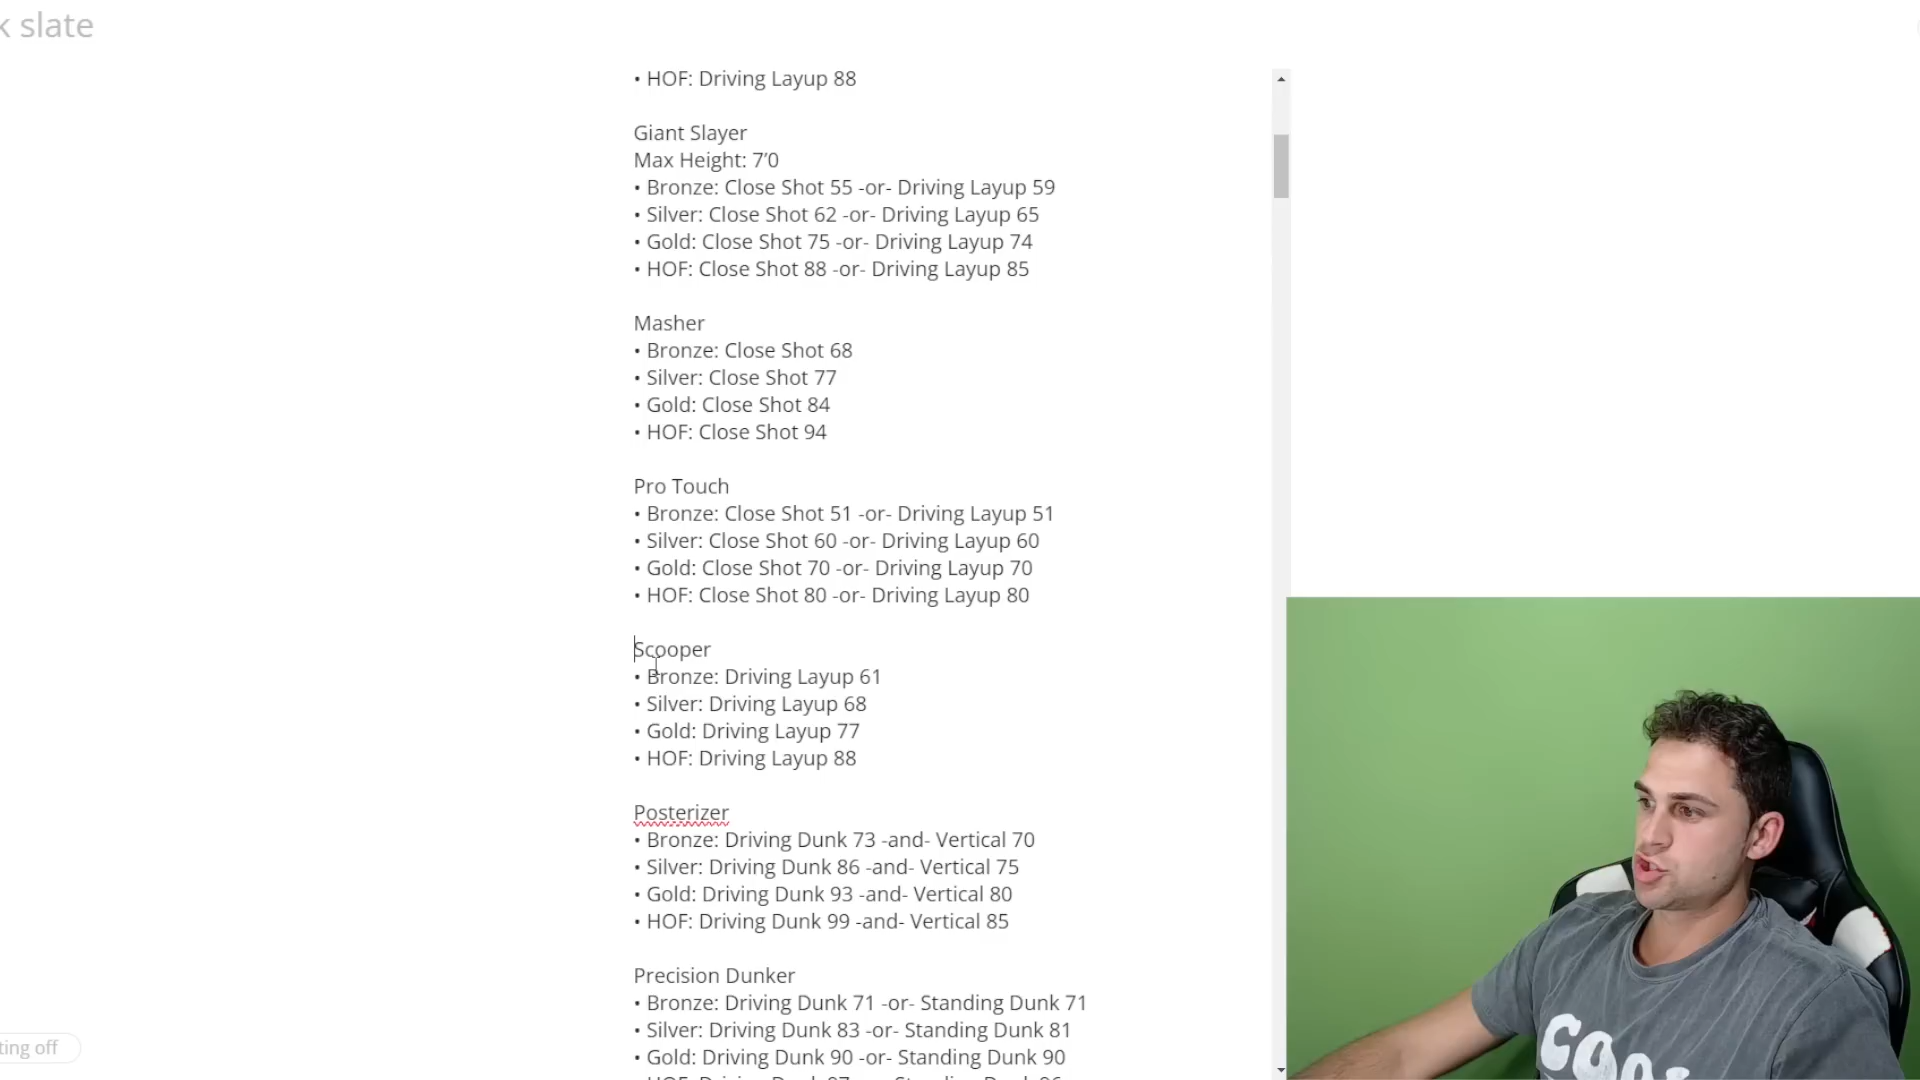 k slate
• HOF: Driving Layup 88
Giant Slayer
Max Height: 7’0
• Bronze: Close Shot 55 -or- Driving Layup 59
• Silver: Close Shot 62 -or- Driving Layup 65
• Gold: Close Shot 75 -or- Driving Layup 74
• HOF: Close Shot 88 -or- Driving Layup 85
Masher
• Bronze: Close Shot 68
• Silver: Close Shot 77
• Gold: Close Shot 84
• HOF: Close Shot 94
Pro Touch
• Bronze: Close Shot 51 -or- Driving Layup 51
• Silver: Close Shot 60 -or- Driving Layup 60
• Gold: Close Shot 70 -or- Driving Layup 70
• HOF: Close Shot 80 -or- Driving Layup 80
Scooper
• Bronze: Driving Layup 61
• Silver: Driving Layup 68
• Gold: Driving Layup 77
• HOF: Driving Layup 88
Posterizer
• Bronze: Driving Dunk 73 -and- Vertical 70
• Silver: Driving Dunk 86 -and- Vertical 75
• Gold: Driving Dunk 93 -and- Vertical 80
• HOF: Driving Dunk 99 -and- Vertical 85
Precision Dunker
• Bronze: Driving Dunk 71 -or- Standing Dunk 71
• Silver: Driving Dunk 83 -or- Standing Dunk 81
• Gold: Driving Dunk 90 -or- Standing Dunk 90
ting off